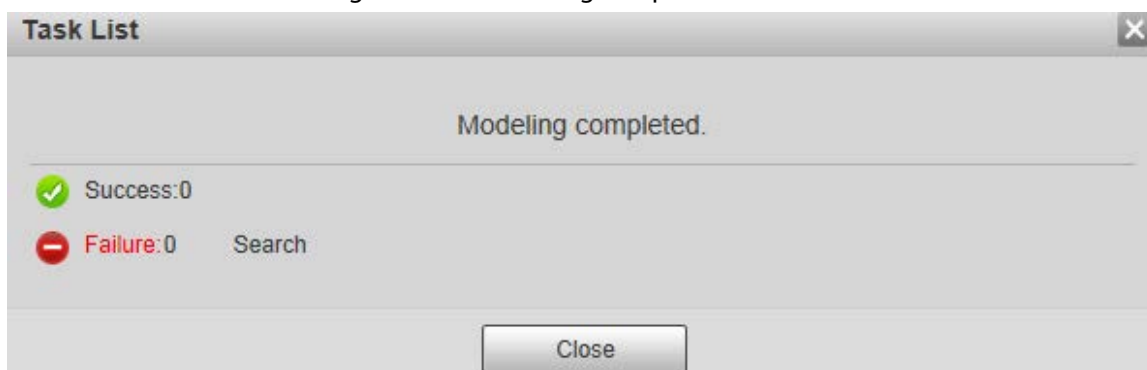 Task List
Modeling completed.
Success:0
Failure:0 Search
Close